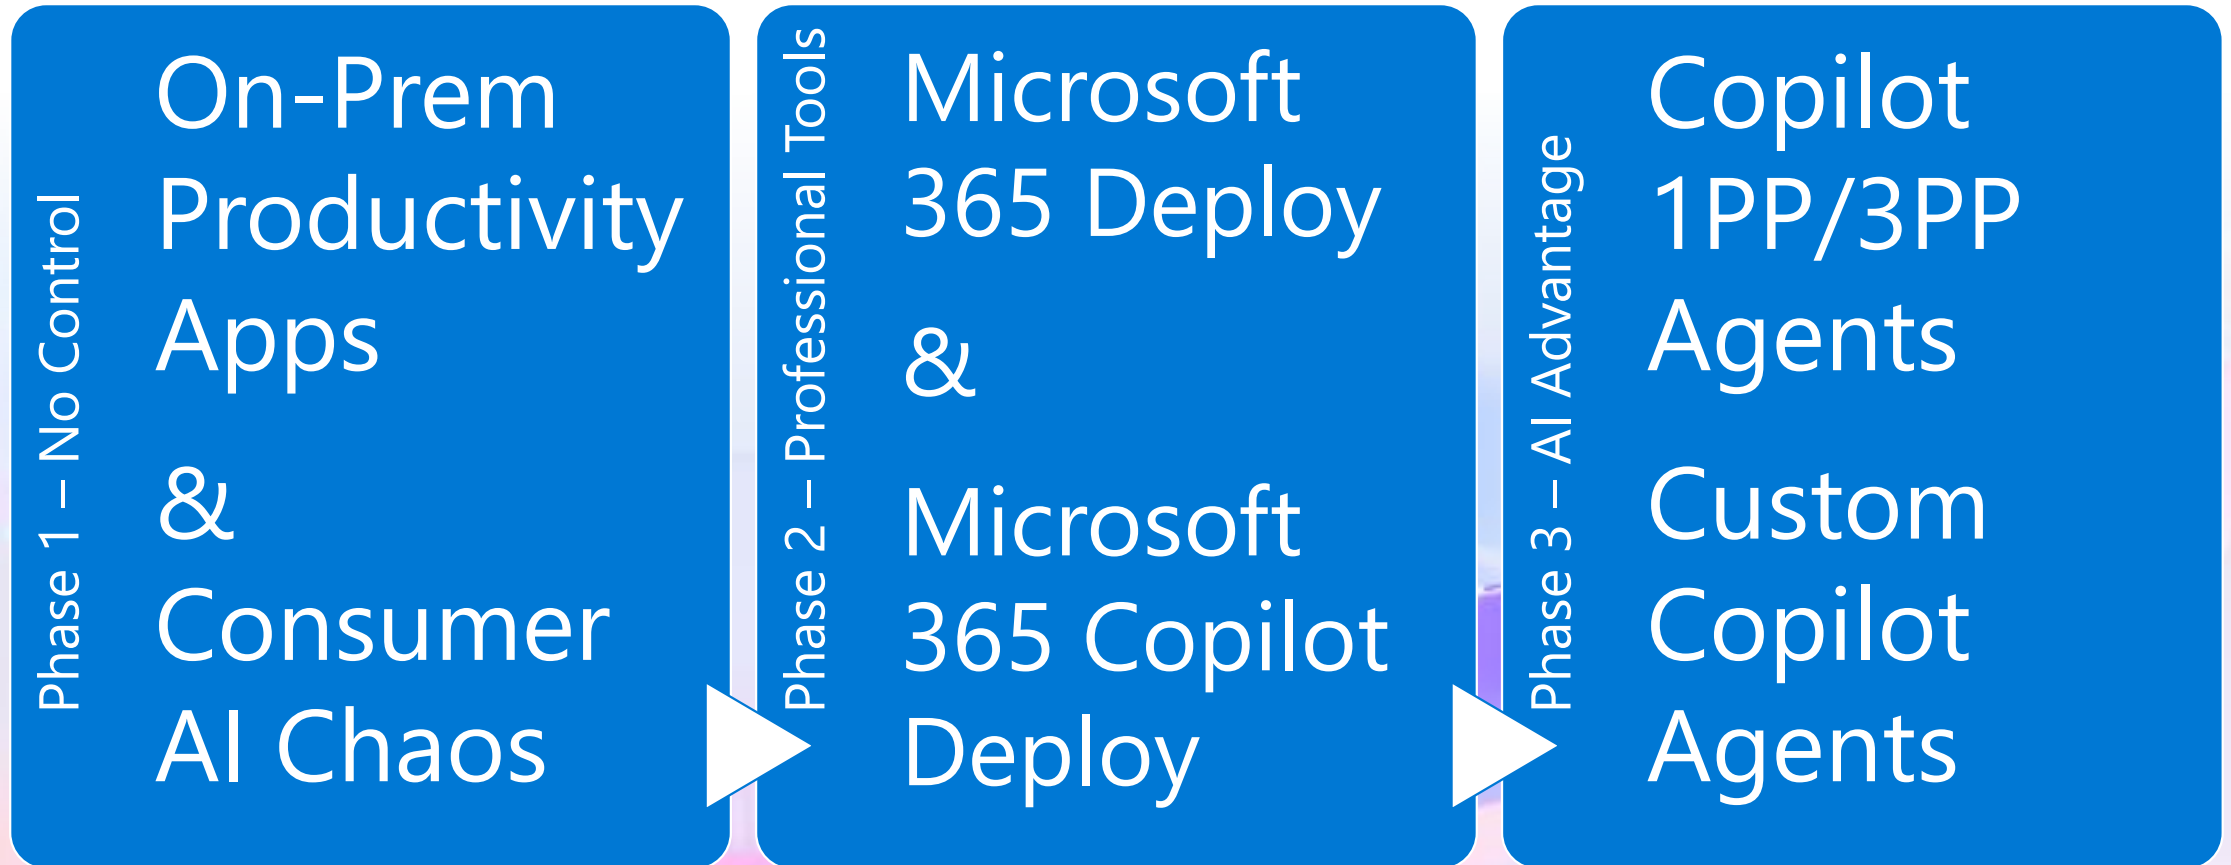 Phase 1 – No Control
On-Prem
Productivity
Apps
&
Consumer
AI Chaos
Phase 2 – Professional Tools
Microsoft
365 Deploy
&
Microsoft
365 Copilot
Deploy
Phase 3 – AI Advantage
Copilot
1PP/3PP
Agents
Custom
Copilot
Agents